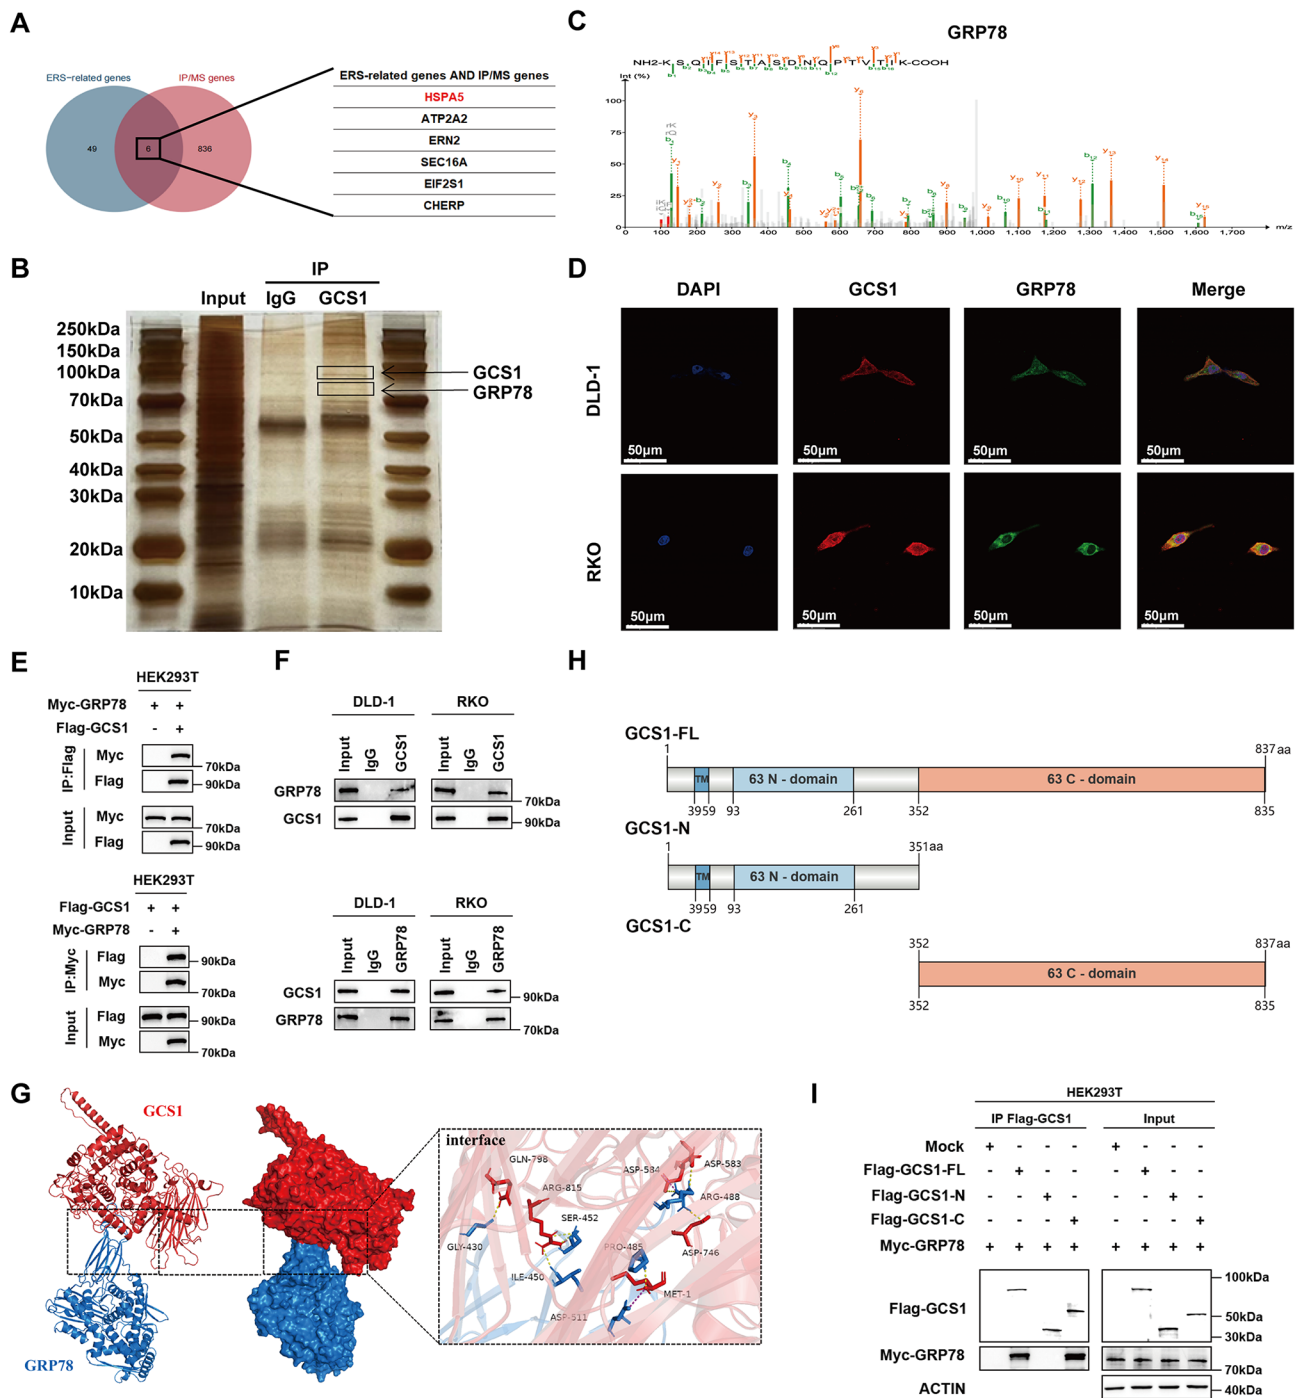 A
ERS−related genes
IP/MS genes
49
6
836
ERS-related genes AND IP/MS genes
HSPA5
ATP2A2
ERN2
SEC16A
EIF2S1
CHERP
B
IP
Input
IgG
GCS1
250kDa
150kDa
100kDa
70kDa
50kDa
40kDa
30kDa
20kDa
10kDa
GCS1
GRP78
C
GRP78
NH2-K S Q I F S T A S D N Q P T V T I K-COOH
Int (%)
100
75
50
25
0
0 100 200 300 400 500 600 700 800 900 1,000 1,100 1,200 1,300 1,400 1,500 1,600 1,700
m/z
D
DAPI
GCS1
GRP78
Merge
DLD-1
50μm
50μm
50μm
50μm
RKO
50μm
50μm
50μm
50μm
E
HEK293T
Myc-GRP78 + +
Flag-GCS1 - +
IP:Flag
Myc
70kDa
Flag
90kDa
Input
Myc
70kDa
Flag
90kDa
HEK293T
Flag-GCS1 + +
Myc-GRP78 - +
IP:Myc
Flag
90kDa
Myc
70kDa
Input
Flag
90kDa
Myc
70kDa
F
DLD-1
RKO
Input IgG GCS1
Input IgG GCS1
GRP78
70kDa
GCS1
90kDa
DLD-1
RKO
Input IgG GRP78
Input IgG GRP78
GCS1
90kDa
GRP78
70kDa
G
GCS1
GRP78
interface
GLN-798
ARG-815
SER-452
GLY-430
ILE-450
ASP-511
ASP-584
ASP-583
ARG-488
ASP-746
PRO-485
MET-1
H
GCS1-FL
1
837aa
TM
63 N - domain
63 C - domain
39 59 93 261 352 835
GCS1-N
1
351aa
TM
63 N - domain
39 59 93 261
GCS1-C
352
837aa
63 C - domain
352
835
I
HEK293T
IP Flag-GCS1
Input
Mock + - - - + - - -
Flag-GCS1-FL - + - - - + - -
Flag-GCS1-N - - + - - - + -
Flag-GCS1-C - - - + - - - +
Myc-GRP78 + + + + + + + +
Flag-GCS1
100kDa
50kDa
30kDa
Myc-GRP78
70kDa
ACTIN
40kDa